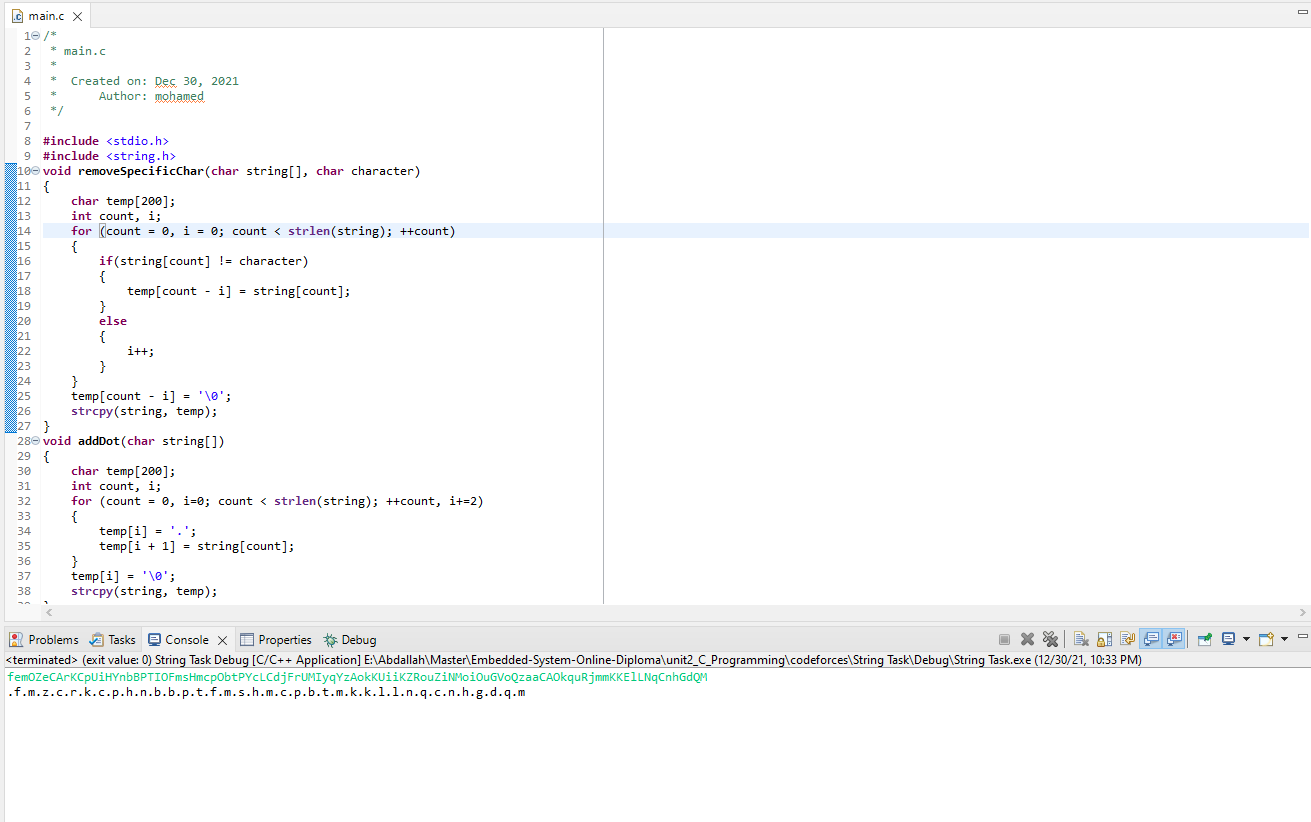 main.c
1 /*
2  * main.c
3  *
4  *  Created on: Dec 30, 2021
5  *      Author: mohamed
6  */
7
8 #include <stdio.h>
9 #include <string.h>
10 void removeSpecificChar(char string[], char character)
11 {
12     char temp[200];
13     int count, i;
14     for (count = 0, i = 0; count < strlen(string); ++count)
15     {
16         if(string[count] != character)
17         {
18             temp[count - i] = string[count];
19         }
20         else
21         {
22             i++;
23         }
24     }
25     temp[count - i] = '\0';
26     strcpy(string, temp);
27 }
28 void addDot(char string[])
29 {
30     char temp[200];
31     int count, i;
32     for (count = 0, i=0; count < strlen(string); ++count, i+=2)
33     {
34         temp[i] = '.';
35         temp[i + 1] = string[count];
36     }
37     temp[i] = '\0';
38     strcpy(string, temp);
Problems Tasks Console Properties Debug
<terminated> (exit value: 0) String Task Debug [C/C++ Application] E:\Abdallah\Master\Embedded-System-Online-Diploma\unit2_C_Programming\codeforces\String Task\Debug\String Task.exe (12/30/21, 10:33 PM)
femOZeCArKCpUiHYnbBPTIOFmsHmcpObtPYcLCdjFrUMIyqYzAokKUiiKZRouZiNMoiOuGVoQzaaCAOkquRjmmKKElLNqCnhGdQM
.f.m.z.c.r.k.c.p.h.n.b.b.p.t.f.m.s.h.m.c.p.b.t.m.k.k.l.l.n.q.c.n.h.g.d.q.m